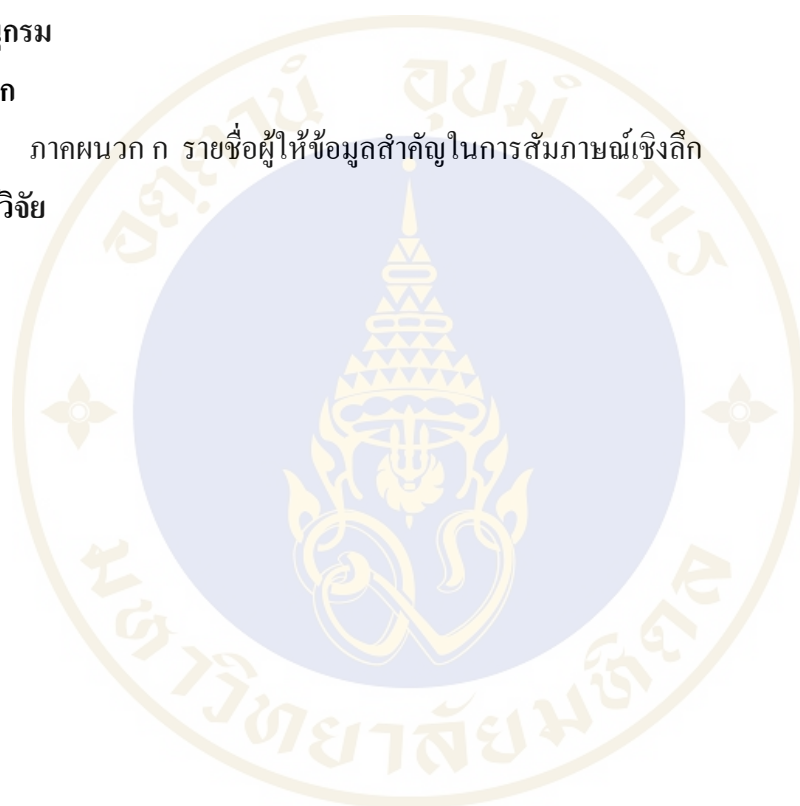 ุกรม
ก
ภาคผนวก ก รายชื่อผู้ให้ข้อมูลสำคัญในการสัมภาษณ์เชิงลึก
วิจัย
อตฺตานํ อุปมํ กเร
มหาวิทยาลัยมหิดล